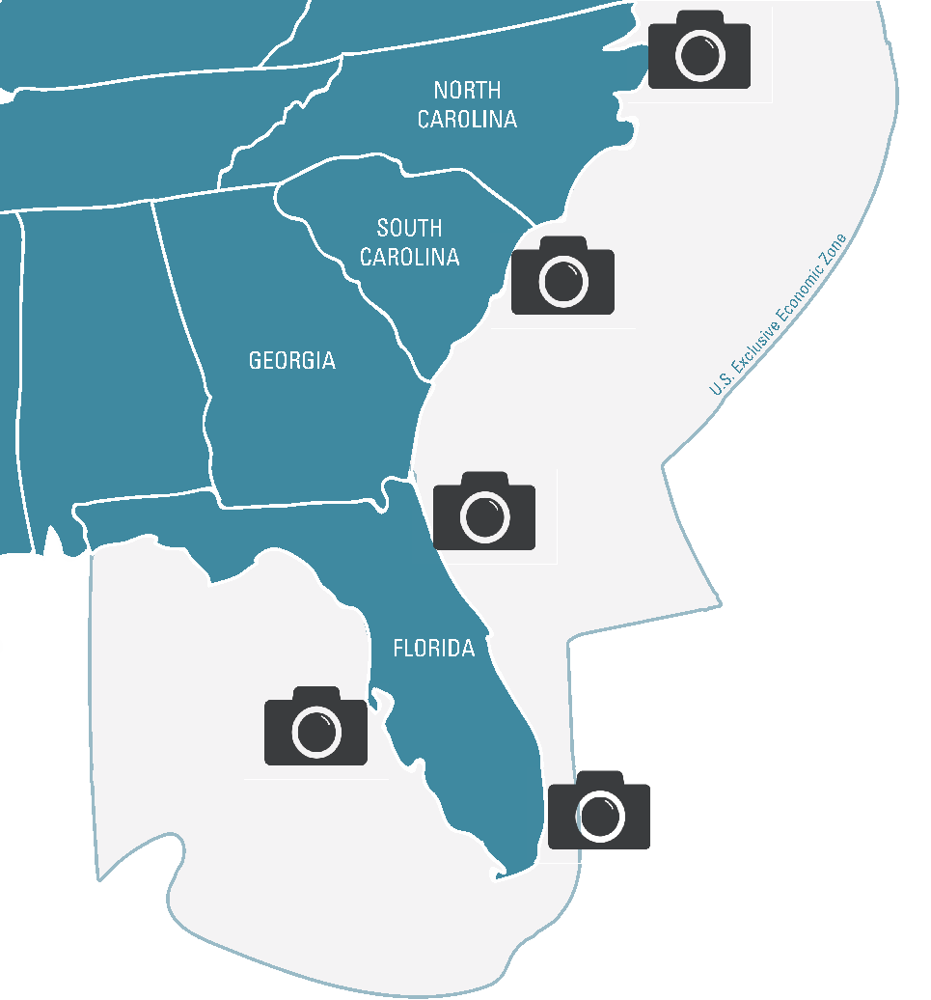 NORTH
CAROLINA
SOUTH
CAROLINA
U.S. Exclusive Economic Zone
GEORGIA
FLORIDA